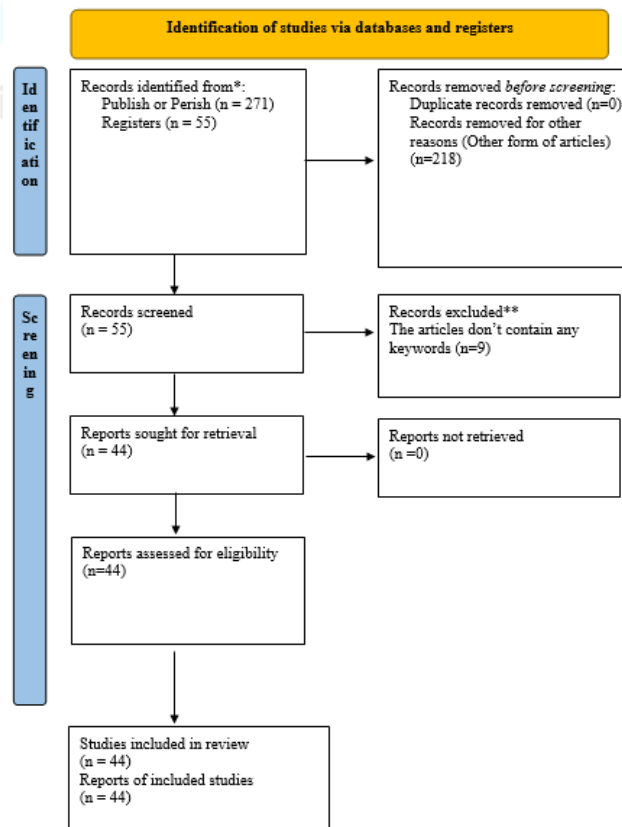 Identification of studies via databases and registers
Id
en
tif
ic
ati
on
Records identified from*:
Publish or Perish (n = 271)
Registers (n = 55)
Records removed before screening:
Duplicate records removed (n=0)
Records removed for other
reasons (Other form of articles)
(n=218)
Sc
re
en
in
g
Records screened
(n = 55)
Records excluded**
The articles don’t contain any
keywords (n=9)
Reports sought for retrieval
(n = 44)
Reports not retrieved
(n =0)
Reports assessed for eligibility
(n=44)
Studies included in review
(n = 44)
Reports of included studies
(n = 44)